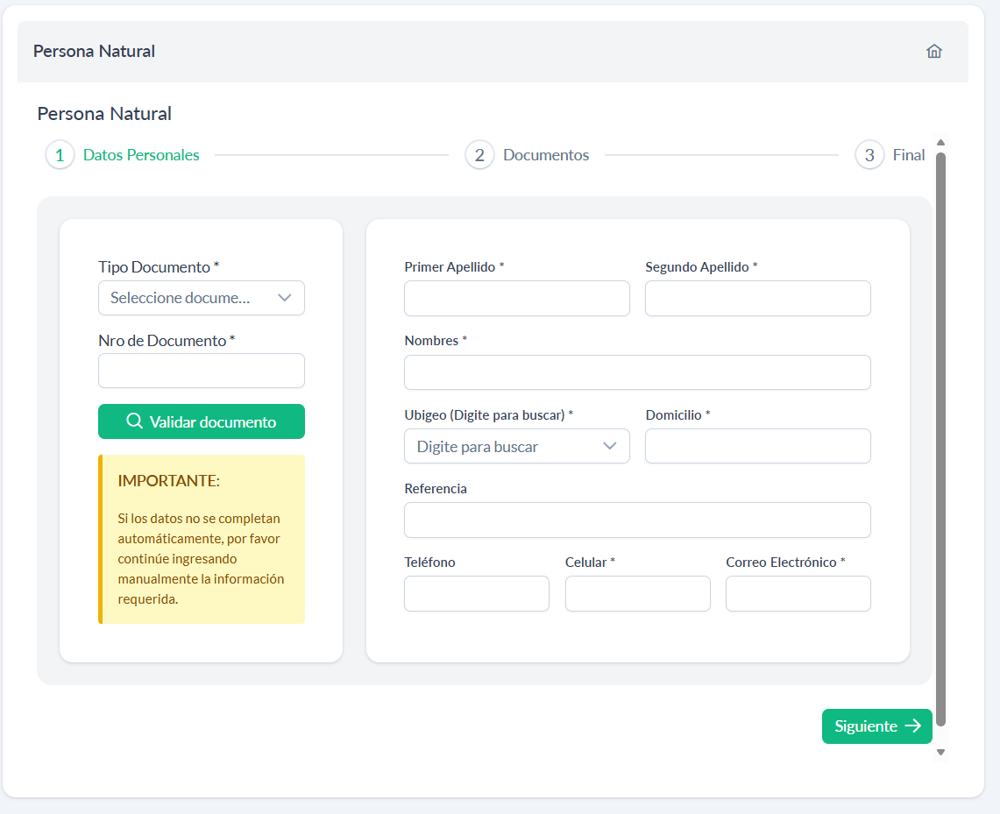 Persona Natural
Persona Natural
1 Datos Personales
2 Documentos
3 Final
Tipo Documento *
Seleccione docume...
Nro de Documento *
Validar documento
IMPORTANTE:
Si los datos no se completan
automáticamente, por favor
continúe ingresando
manualmente la información
requerida.
Primer Apellido *
Segundo Apellido *
Nombres *
Ubigeo (Digite para buscar) *
Digite para buscar
Domicilio *
Referencia
Teléfono
Celular *
Correo Electrónico *
Siguiente